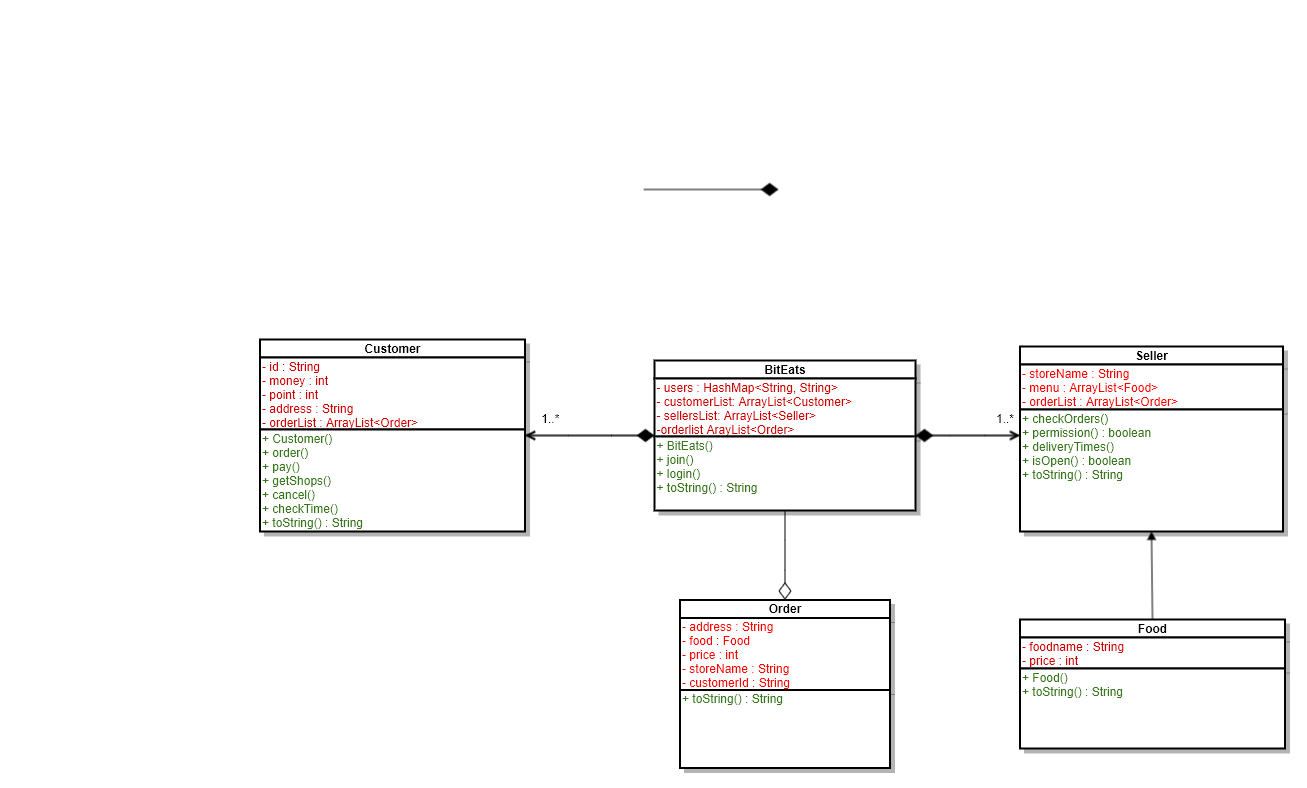 Customer
- id : String
- money : int
- point : int
- address : String
- orderList : ArrayList<Order>
+ Customer()
+ order()
+ pay()
+ getShops()
+ cancel()
+ checkTime()
+ toString() : String
1..*
BitEats
- users : HashMap<String, String>
- customerList: ArrayList<Customer>
- sellersList: ArrayList<Seller>
-orderlist ArayList<Order>
+ BitEats()
+ join()
+ login()
+ toString() : String
1..*
Seller
- storeName : String
- menu : ArrayList<Food>
- orderList : ArrayList<Order>
+ checkOrders()
+ permission() : boolean
+ deliveryTimes()
+ isOpen() : boolean
+ toString() : String
Order
- address : String
- food : Food
- price : int
- storeName : String
- customerId : String
+ toString() : String
Food
- foodname : String
- price : int
+ Food()
+ toString() : String